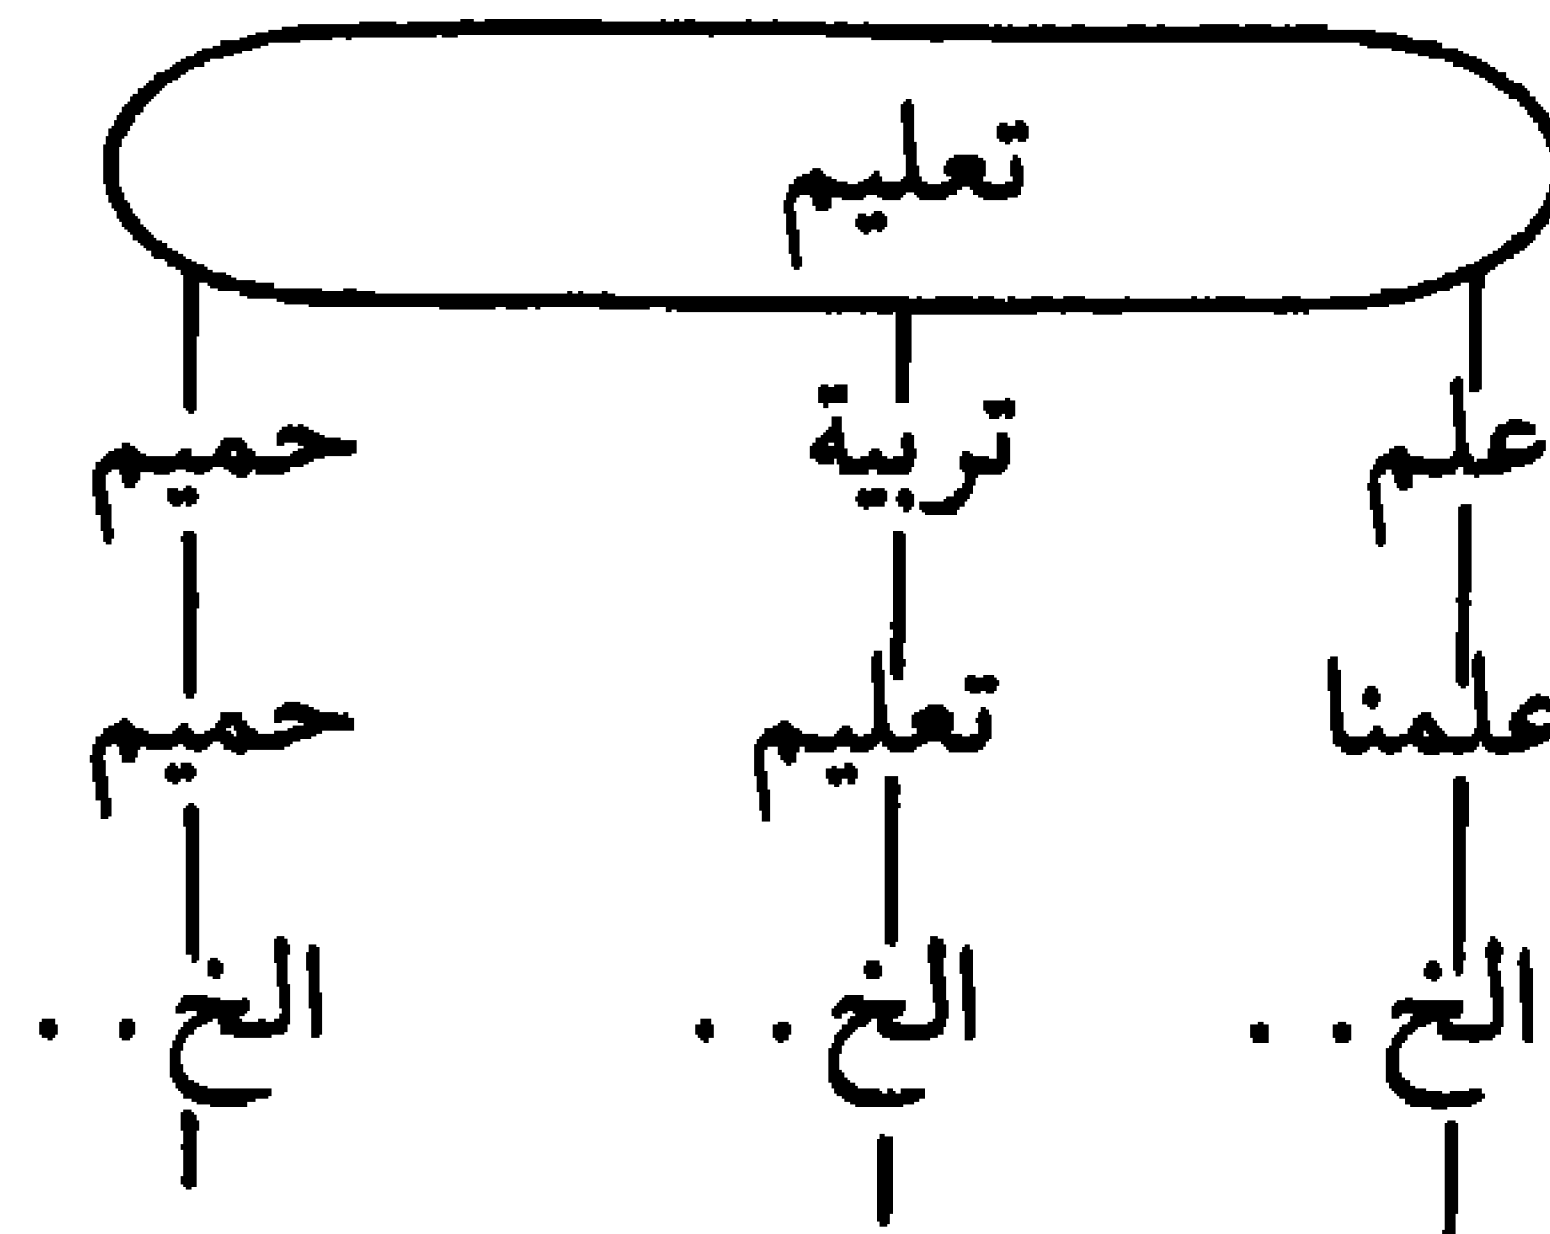 تعليم
علم تربية حميم
علمنا تعليم حميم
الخ . . الخ . . الخ . .